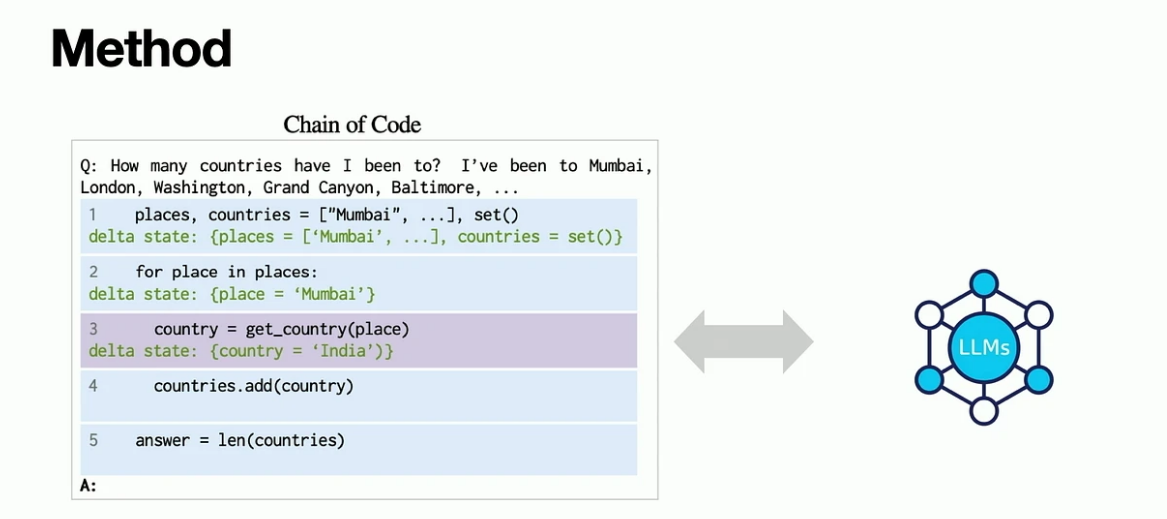 Method
Chain of Code
Q: How many countries have I been to? I've been to Mumbai,
London, Washington, Grand Canyon, Baltimore, ...
1 places, countries = ["Mumbai", ...], set()
delta state: {places = [‘Mumbai’, ...], countries = set()}
2 for place in places:
delta state: {place = ‘Mumbai’}
3 country = get_country(place)
delta state: {country = ‘India’)}
4 countries.add(country)
5 answer = len(countries)
A:
LLMs